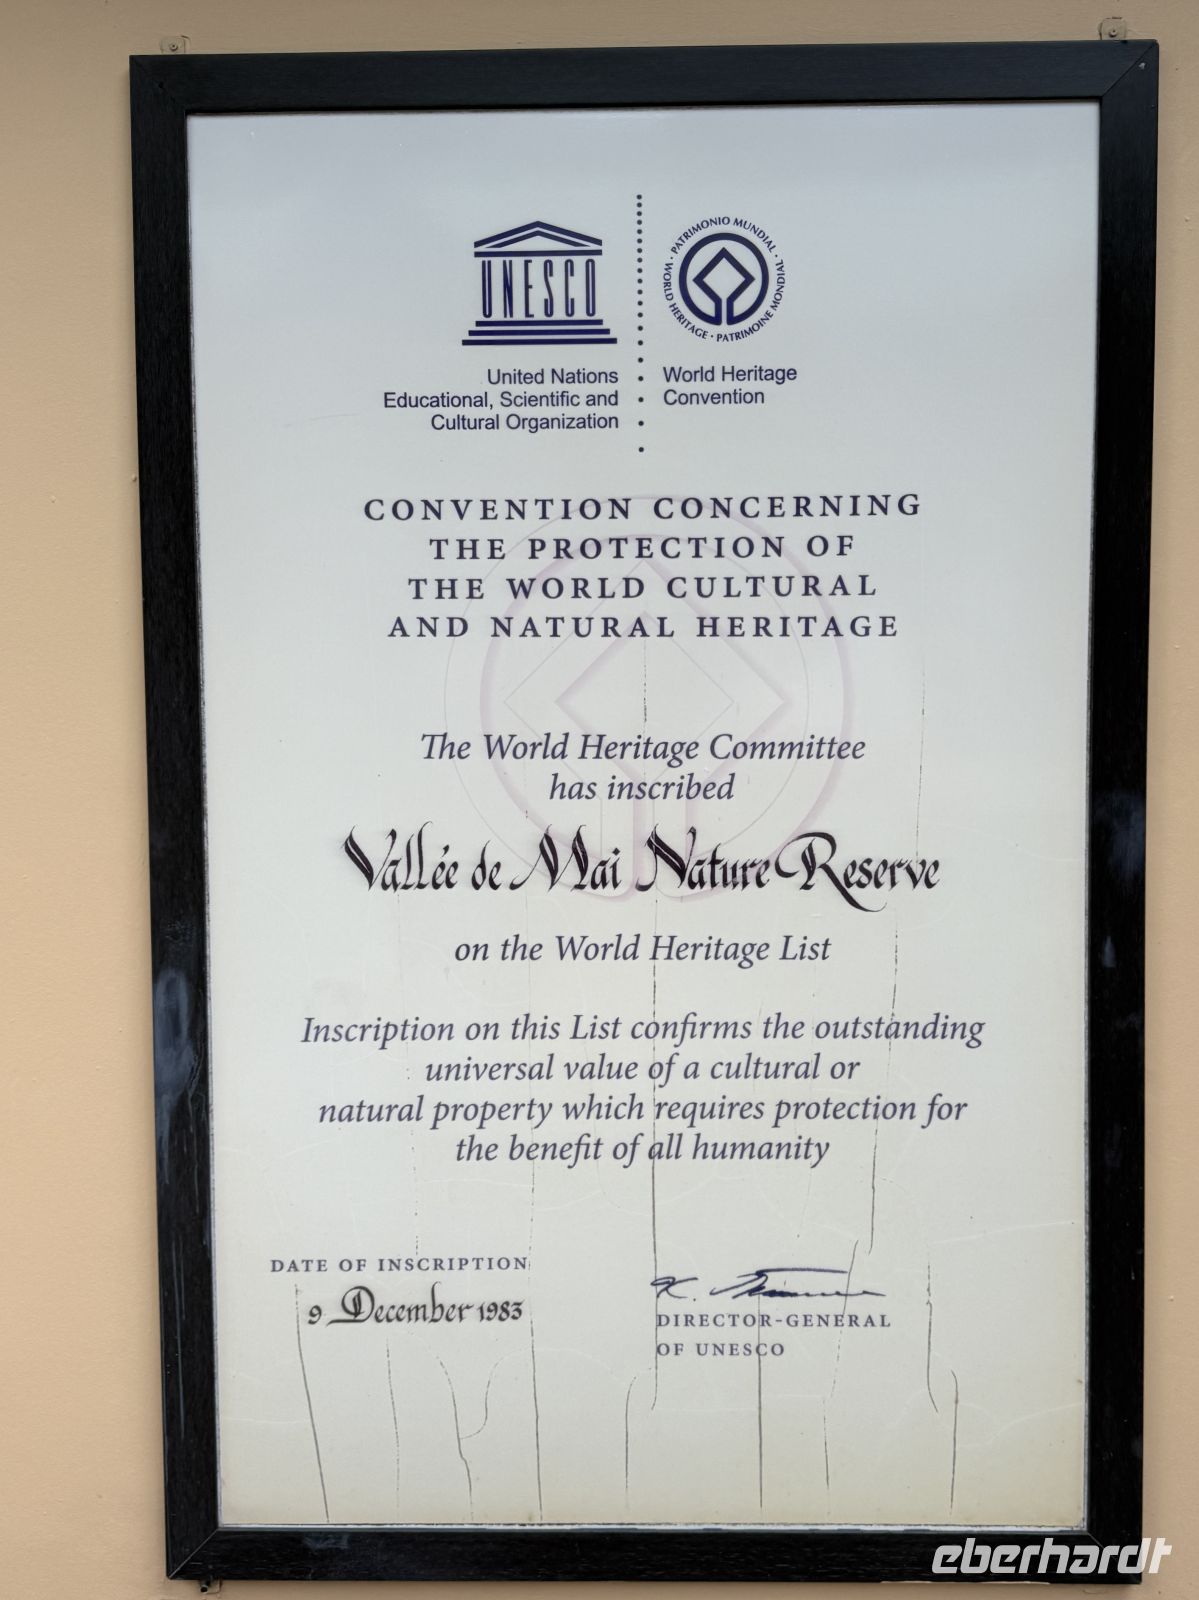 UNESCO
United Nations
Educational, Scientific and
Cultural Organization
PATRIMONIO MUNDIAL · WORLD HERITAGE · PATRIMOINE MONDIAL ·
World Heritage
Convention
CONVENTION CONCERNING
THE PROTECTION OF
THE WORLD CULTURAL
AND NATURAL HERITAGE
The World Heritage Committee
has inscribed
Vallée de Mai Nature Reserve
on the World Heritage List
Inscription on this List confirms the outstanding
universal value of a cultural or
natural property which requires protection for
the benefit of all humanity
DATE OF INSCRIPTION
9 December 1983
DIRECTOR-GENERAL
OF UNESCO
eberhardt